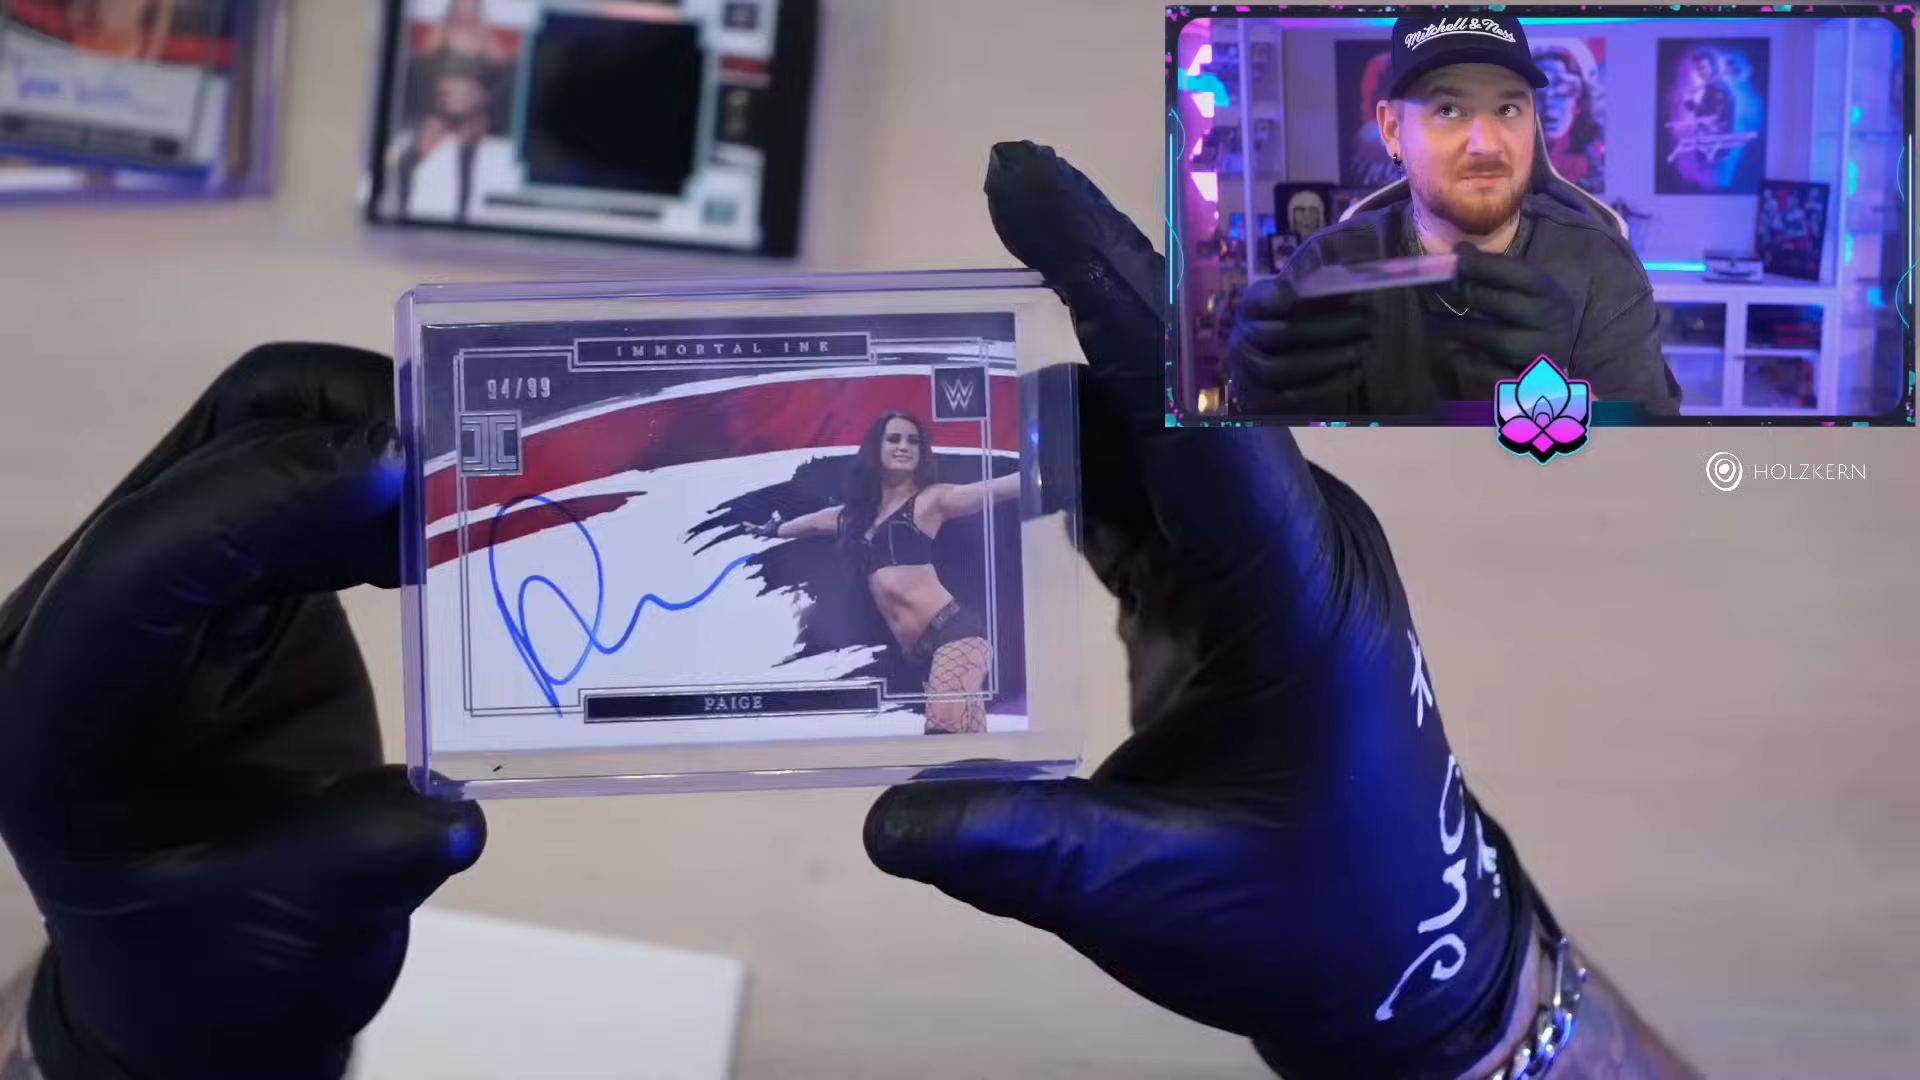 Mitchell & Ness
IMMORTAL INK
94/99
W
PAIGE
HOLZKERN